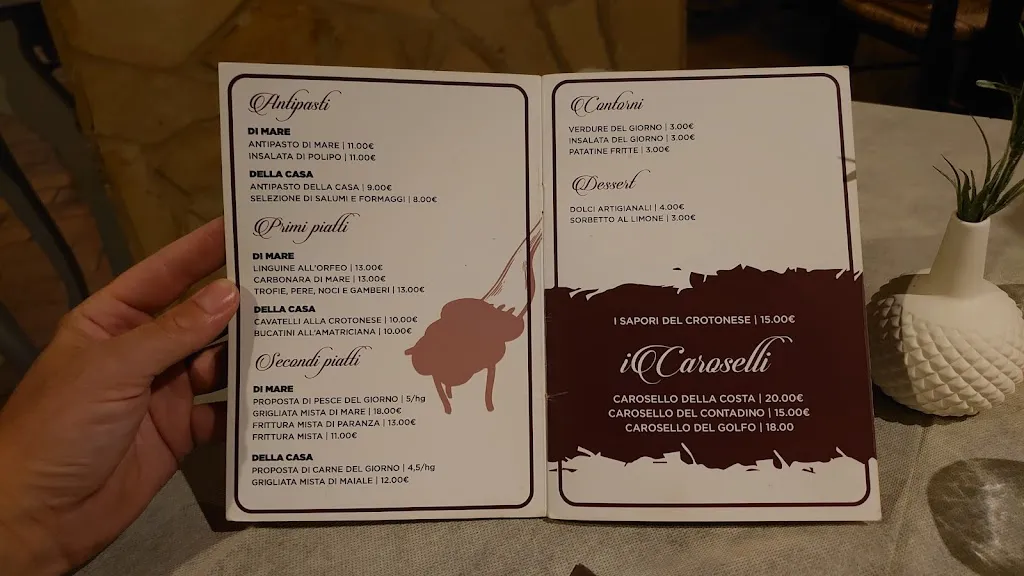 Antipasti
DI MARE
ANTIPASTO DI MARE | 11.00€
INSALATA DI POLIPO | 11.00€
DELLA CASA
ANTIPASTO DELLA CASA | 9.00€
SELEZIONE DI SALUMI E FORMAGGI | 8.00€
Primi piatti
DI MARE
LINGUINE ALL'ORFEO | 13.00€
CARBONARA DI MARE | 13.00€
TROFIE, PERE, NOCI E GAMBERI | 13.00€
DELLA CASA
CAVATELLI ALLA CROTONESE | 10.00€
BUCATINI ALL'AMATRICIANA | 10.00€
Secondi piatti
DI MARE
PROPOSTA DI PESCE DEL GIORNO | 5/hg
GRIGLIATA MISTA DI MARE | 18.00€
FRITTURA MISTA DI PARANZA | 13.00€
FRITTURA MISTA | 11.00€
DELLA CASA
PROPOSTA DI CARNE DEL GIORNO | 4,5/hg
GRIGLIATA MISTA DI MAIALE | 12.00€
Contorni
VERDURE DEL GIORNO | 3.00€
INSALATA DEL GIORNO | 3.00€
PATATINE FRITTE | 3.00€
Dessert
DOLCI ARTIGIANALI | 4.00€
SORBETTO AL LIMONE | 3.00€
I SAPORI DEL CROTONESE | 15.00€
i Caroselli
CAROSELLO DELLA COSTA | 20.00€
CAROSELLO DEL CONTADINO | 15.00€
CAROSELLO DEL GOLFO | 18.00